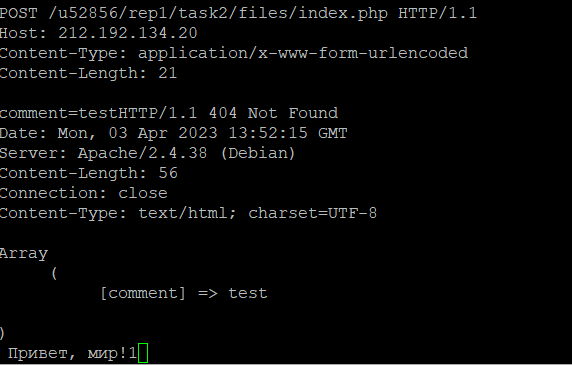 POST /u52856/rep1/task2/files/index.php HTTP/1.1
Host: 212.192.134.20
Content-Type: application/x-www-form-urlencoded
Content-Length: 21

comment=testHTTP/1.1 404 Not Found
Date: Mon, 03 Apr 2023 13:52:15 GMT
Server: Apache/2.4.38 (Debian)
Content-Length: 56
Connection: close
Content-Type: text/html; charset=UTF-8

Array
(
[comment] => test

)
Привет, мир!1